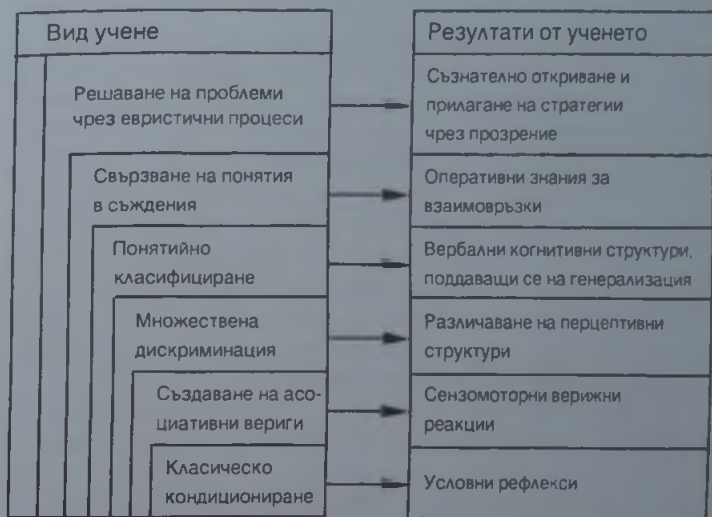 Вид учене
Резултати от ученето
Решаване на проблеми
чрез евристични процеси
Съзнателно откриване и
прилагане на стратегии
чрез прозрение
Свързване на понятия
в съждения
Оперативни знания за
взаимовръзки
Понятийно
класифициране
Вербални когнитивни структури,
поддаващи се на генерализация
Множествена
дискриминация
Различаване на перцептивни
структури
Създаване на асо-
циативни вериги
Сензомоторни верижни
реакции
Класическо
кондициониране
Условни рефлекси